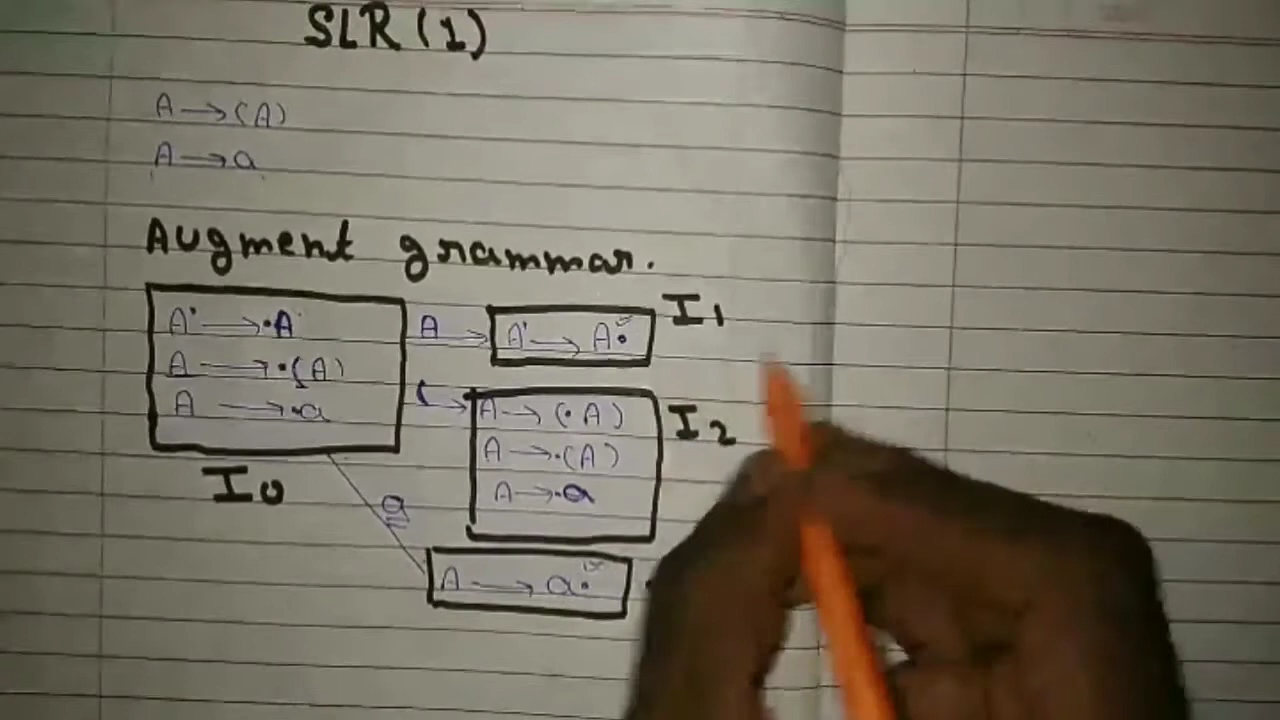 SLR(1)
A→(A)
A→a
Augment grammar.
A'→·A
A→·(A)
A→·a
I0
A
A'→A·
I1
(
A→(·A)
A→·(A)
A→·a
I2
a
A→a·